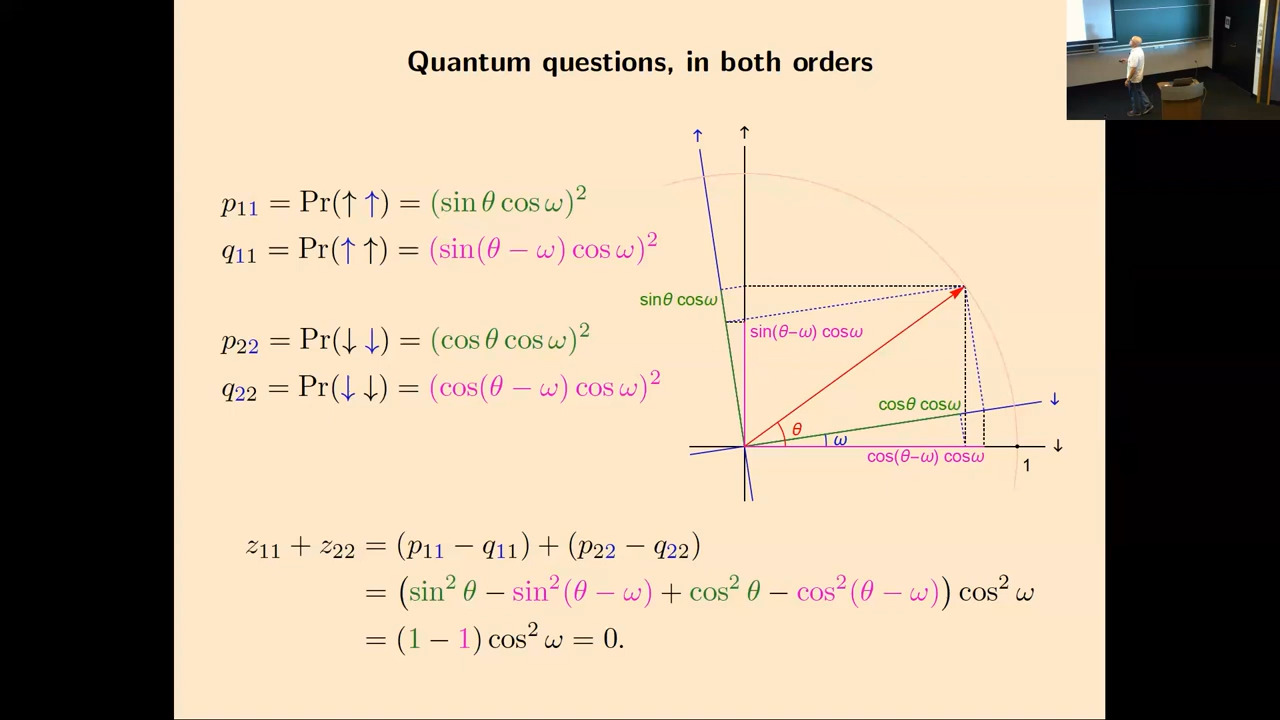 Quantum questions, in both orders
p₁₁ = Pr(↑ ↑) = (sin θ cos ω)²
q₁₁ = Pr(↑ ↑) = (sin(θ − ω) cos ω)²
p₂₂ = Pr(↓ ↓) = (cos θ cos ω)²
q₂₂ = Pr(↓ ↓) = (cos(θ − ω) cos ω)²
↑ ↑
sinθ cosω
sin(θ−ω) cosω
cosθ cosω
↓
θ
ω
↓
cos(θ−ω) cosω
1
z₁₁ + z₂₂ = (p₁₁ − q₁₁) + (p₂₂ − q₂₂)
= (sin² θ − sin²(θ − ω) + cos² θ − cos²(θ − ω)) cos² ω
= (1 − 1) cos² ω = 0.